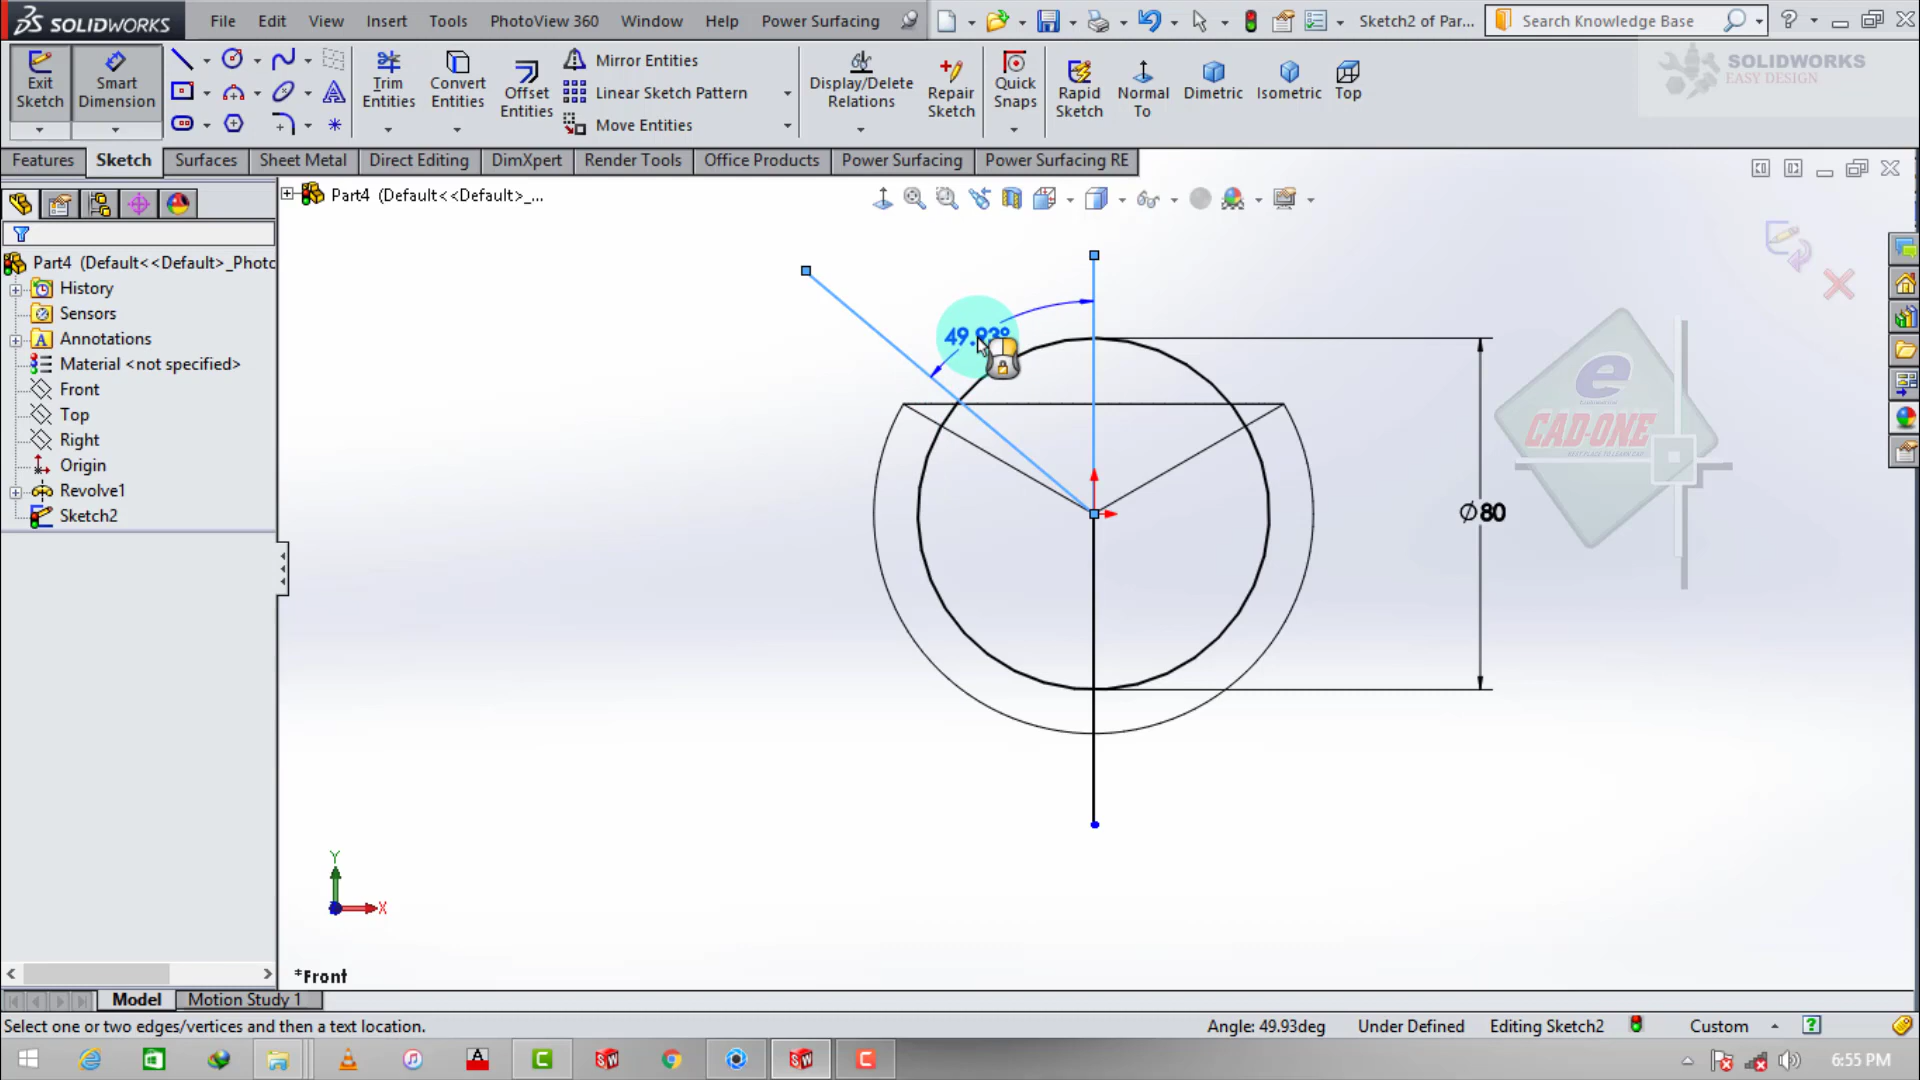 SOLIDWORKS
File
Edit
View
Insert
Tools
PhotoView 360
Window
Help
Power Surfacing
Sketch2 of Par...
Search Knowledge Base
Exit Sketch
Smart Dimension
Trim Entities
Convert Entities
Offset Entities
Mirror Entities
Linear Sketch Pattern
Move Entities
Display/Delete Relations
Repair Sketch
Quick Snaps
Rapid Sketch
Normal To
Dimetric
Isometric
Top
SOLIDWORKS
EASY DESIGN
Features
Sketch
Surfaces
Sheet Metal
Direct Editing
DimXpert
Render Tools
Office Products
Power Surfacing
Power Surfacing RE
Part4 (Default<<Default>_...
Part4 (Default<<Default>_Photo
History
Sensors
Annotations
Material <not specified>
Front
Top
Right
Origin
Revolve1
Sketch2
49.93°
⌀80
e
CAD-ONE
Y
X
*Front
Model
Motion Study 1
Select one or two edges/vertices and then a text location.
Angle: 49.93deg
Under Defined
Editing Sketch2
Custom
6:55 PM